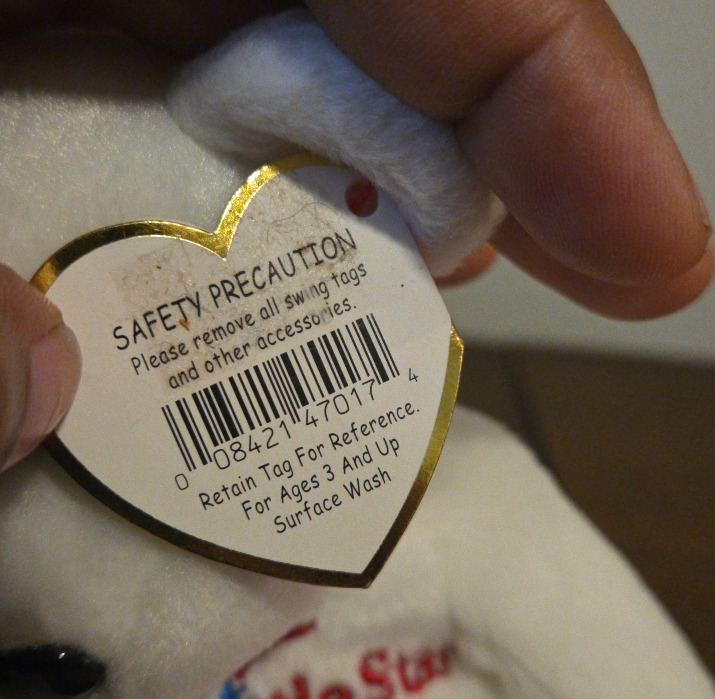 SAFETY PRECAUTION
Please remove all swing tags
and other accessories.
0 08421 47017 4
Retain Tag For Reference.
For Ages 3 And Up
Surface Wash